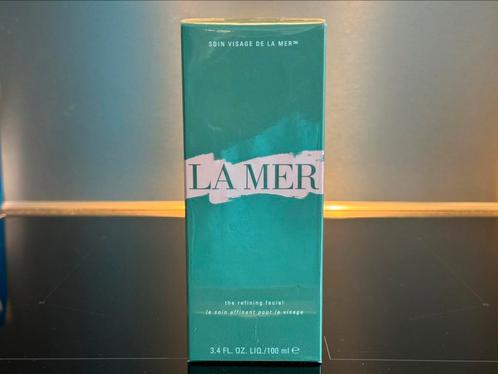 SOIN VISAGE DE LA MER™
LA MER
the refining facial
le soin affinant pour le visage
3.4 FL. OZ. LIQ./100 ml ℮